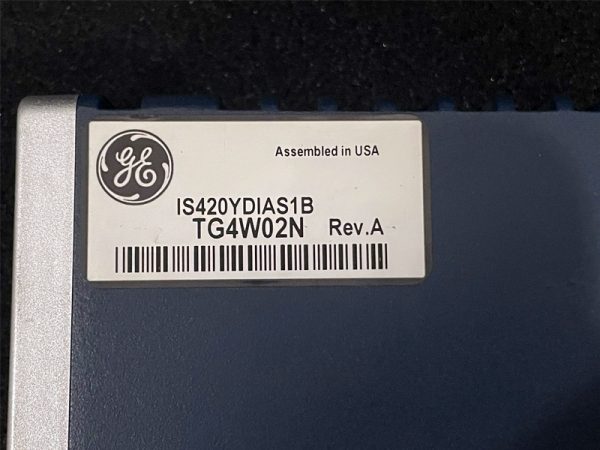 GE
Assembled in USA
IS420YDIAS1B
TG4W02N Rev.A